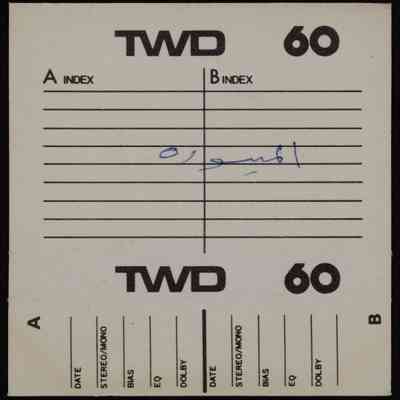 TWD 60
A INDEX B INDEX
TWD 60
A B
DATE STEREO/MONO BIAS EQ DOLBY DATE STEREO/MONO BIAS EQ DOLBY